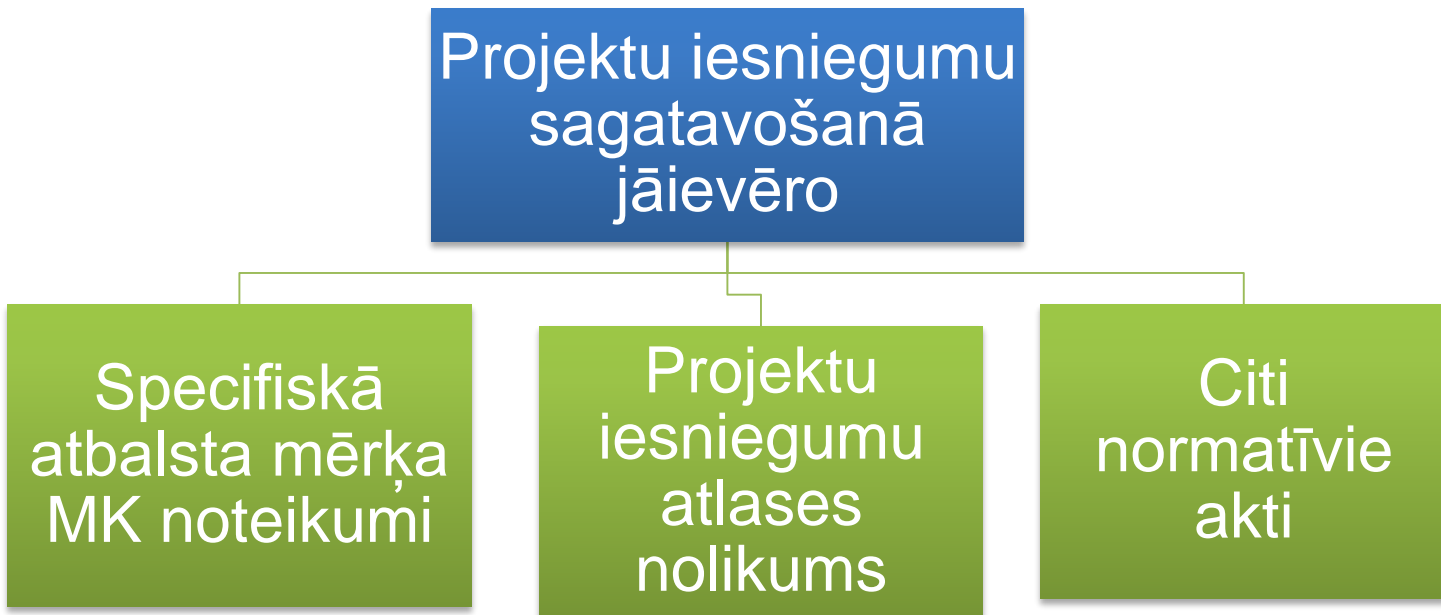 Projektu iesniegumu
sagatavošanā
jāievēro
Specifiskā
atbalsta mērķa
MK noteikumi
Projektu
iesniegumu
atlases
nolikums
Citi
normatīvie
akti